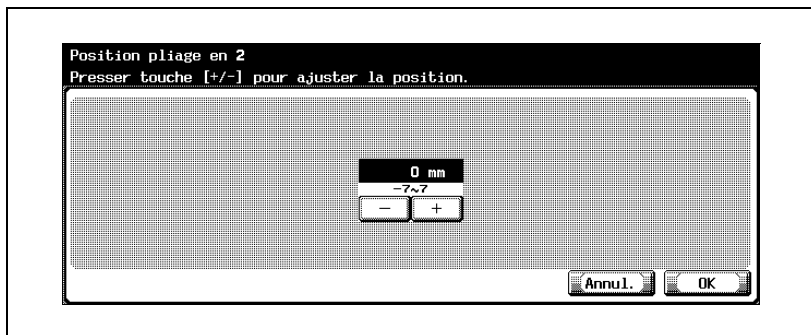 Position pliage en 2
Presser touche [+/-] pour ajuster la position.
0 mm
-7~7
- +
Annul. OK